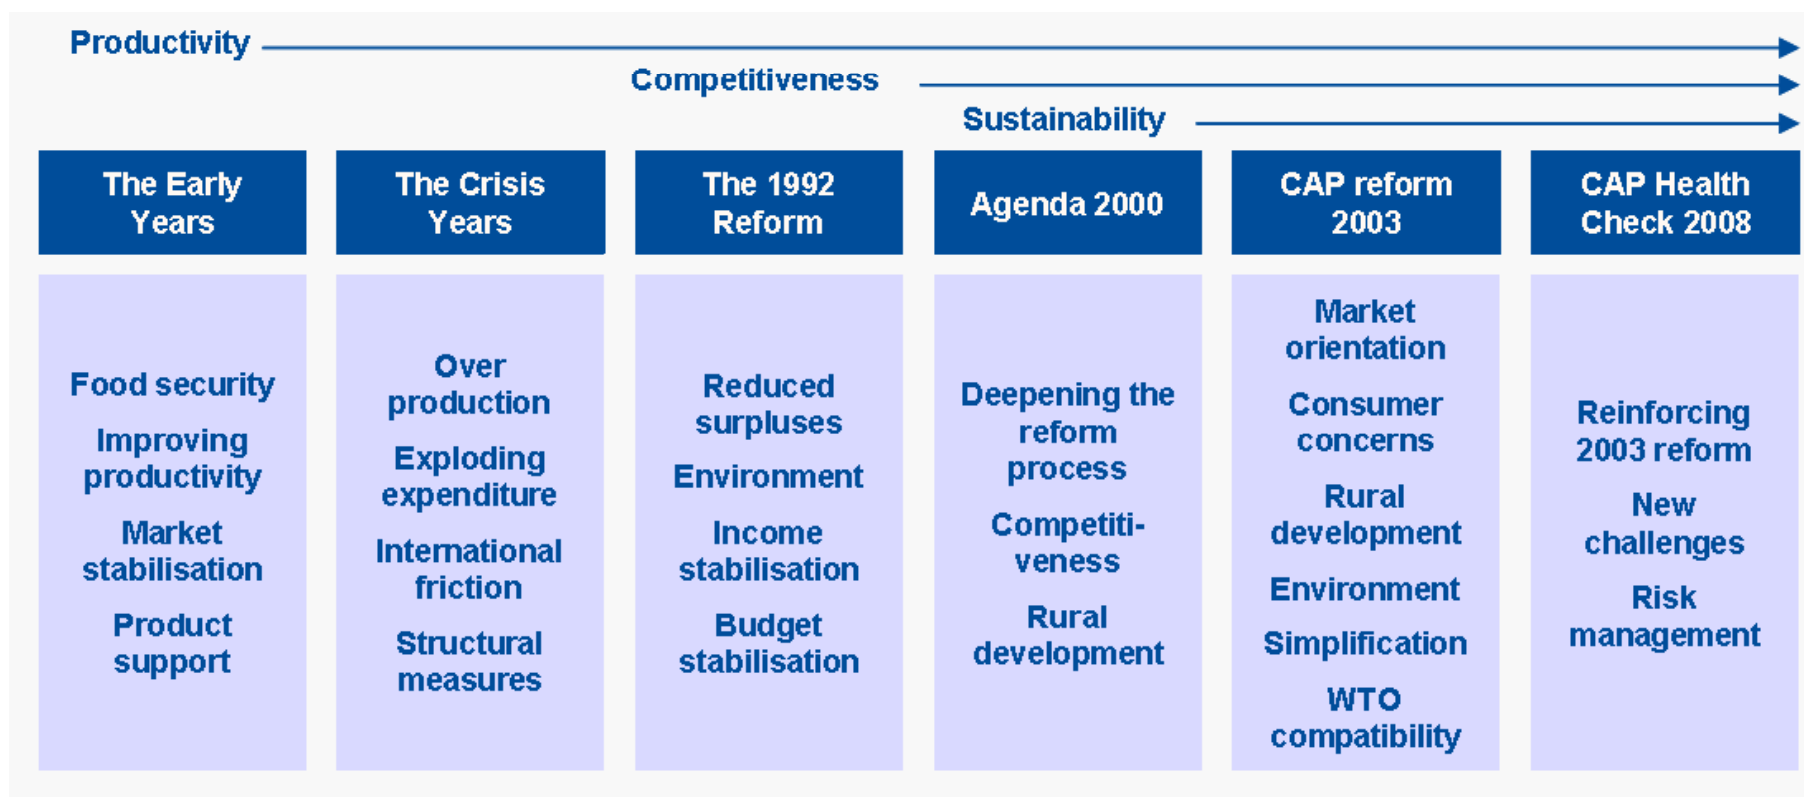 Productivity
Competitiveness
Sustainability
The Early
Years
The Crisis
Years
The 1992
Reform
Agenda 2000
CAP reform
2003
CAP Health
Check 2008
Food security
Improving
productivity
Market
stabilisation
Product
support
Over
production
Exploding
expenditure
International
friction
Structural
measures
Reduced
surpluses
Environment
Income
stabilisation
Budget
stabilisation
Deepening the
reform
process
Competiti-
veness
Rural
development
Market
orientation
Consumer
concerns
Rural
development
Environment
Simplification
WTO
compatibility
Reinforcing
2003 reform
New
challenges
Risk
management